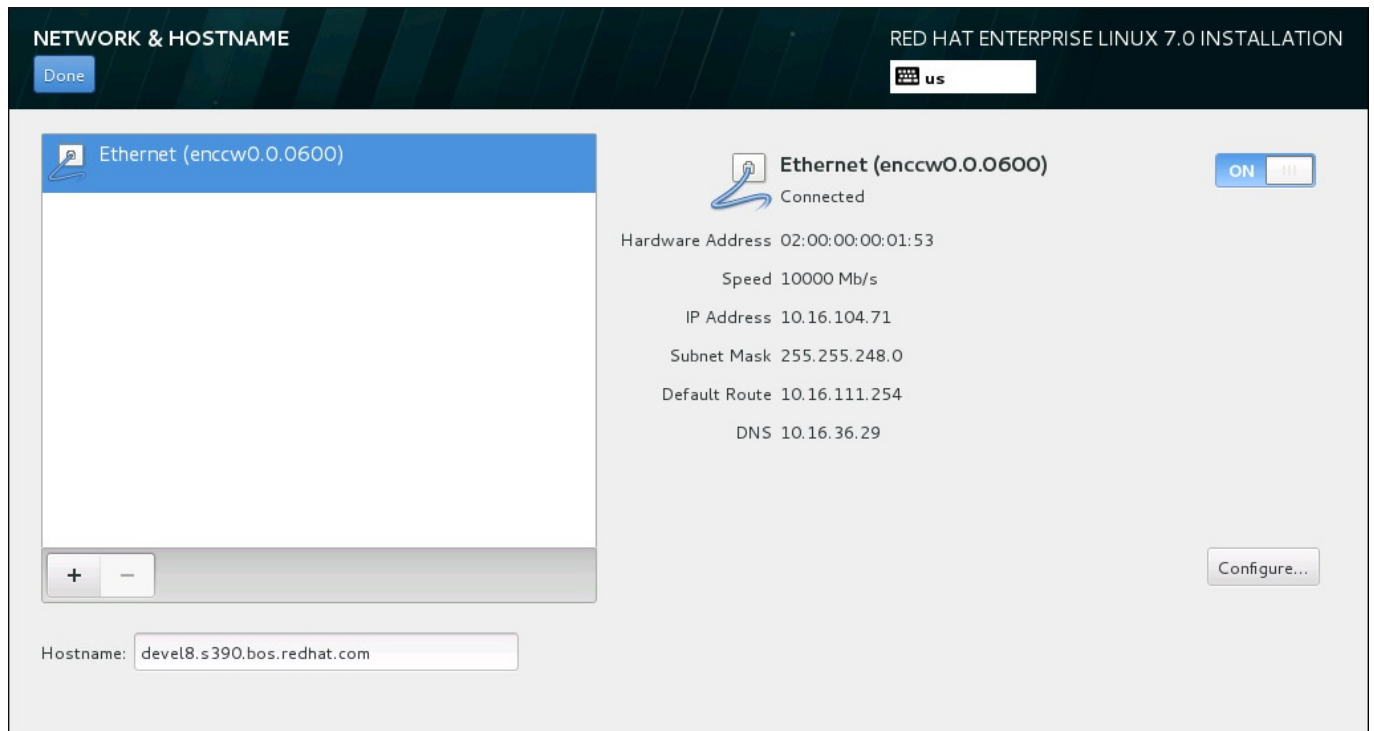 NETWORK & HOSTNAME
RED HAT ENTERPRISE LINUX 7.0 INSTALLATION
Done
us
Ethernet (enccw0.0.0600)
Ethernet (enccw0.0.0600)
ON
Connected
Hardware Address 02:00:00:00:01:53
Speed 10000 Mb/s
IP Address 10.16.104.71
Subnet Mask 255.255.248.0
Default Route 10.16.111.254
DNS 10.16.36.29
+ −
Configure...
Hostname: devel8.s390.bos.redhat.com